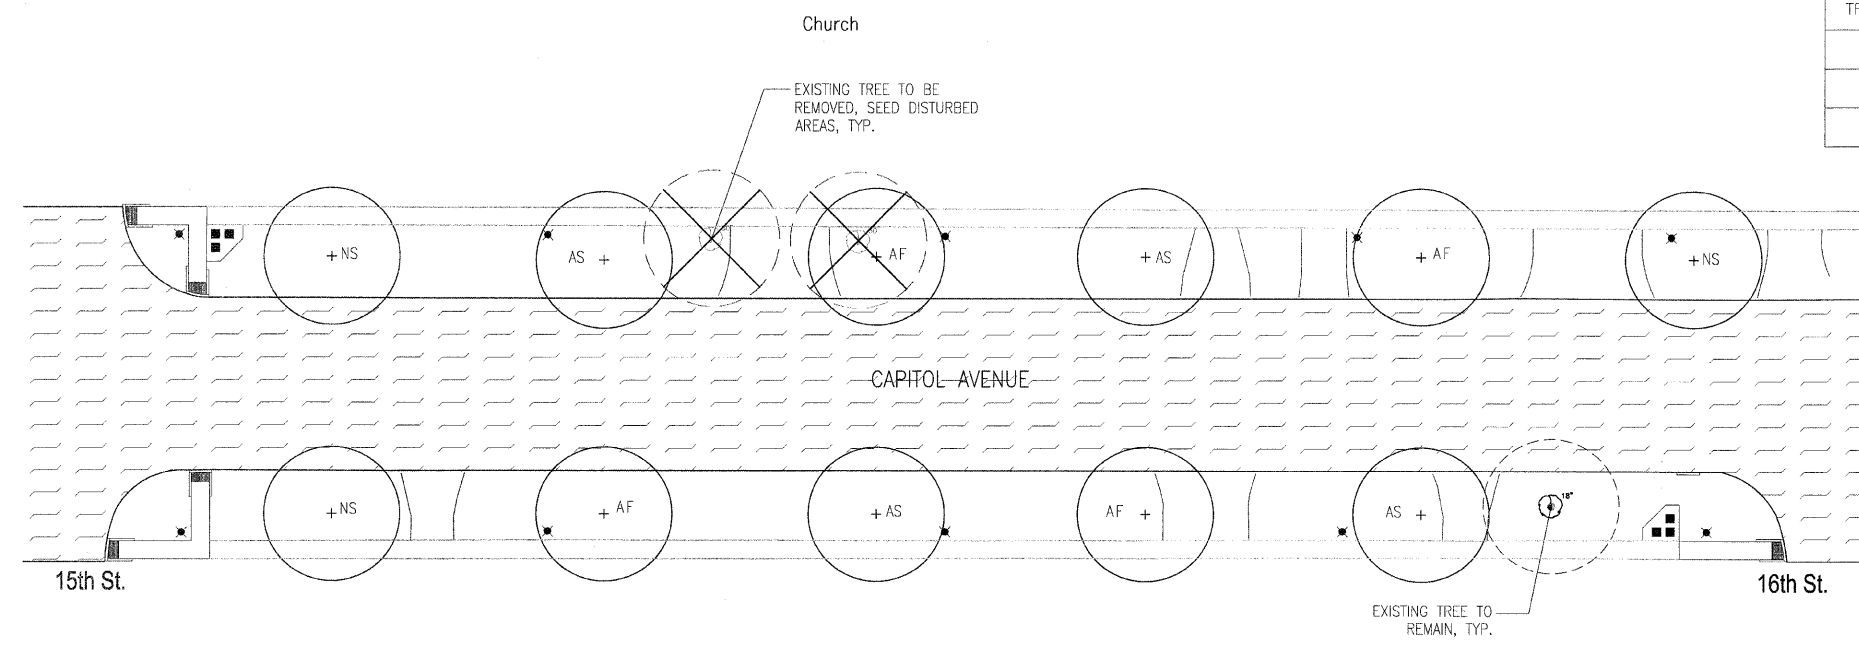 Church
EXISTING TREE TO BE
REMOVED, SEED DISTURBED
AREAS, TYP.
NS
AS
AF
AS
AF
NS
CAPITOL AVENUE
NS
AF
AS
AF
AS
18"
15th St.
16th St.
EXISTING TREE TO
REMAIN, TYP.